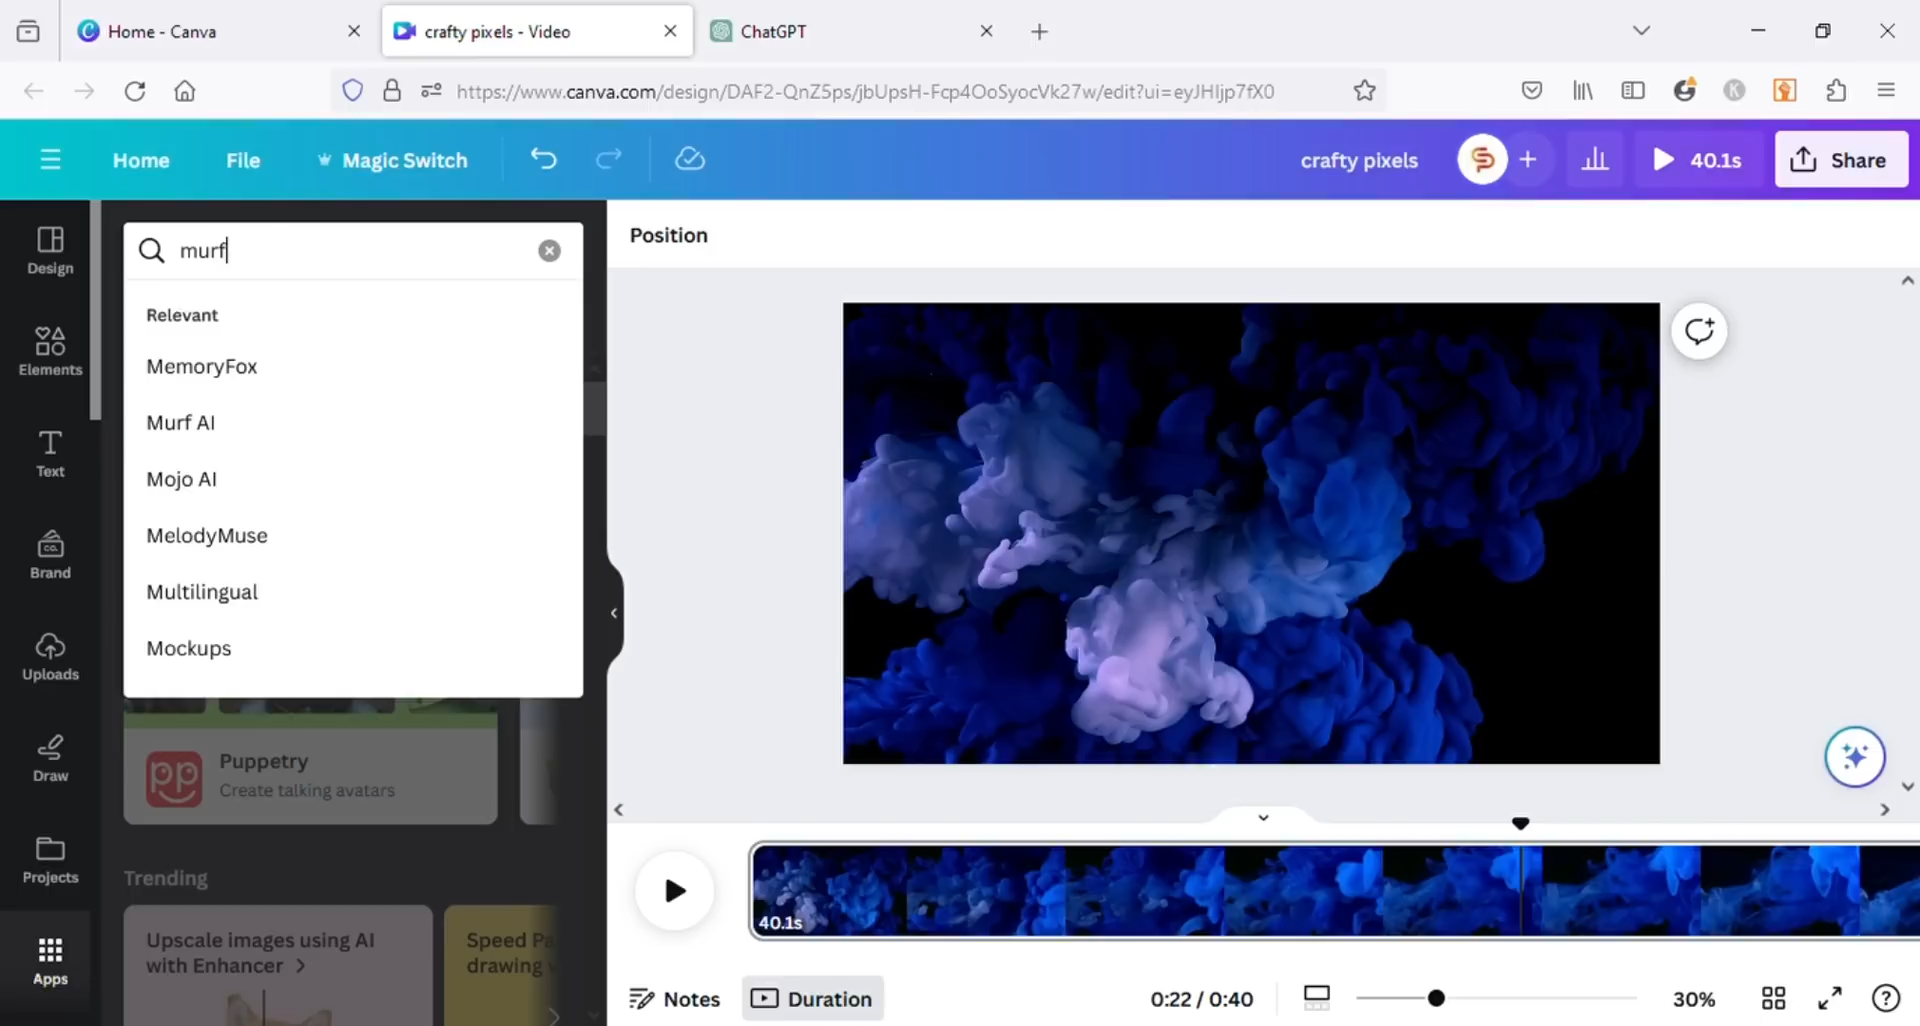 Home - Canva
crafty pixels - Video
ChatGPT
https://www.canva.com/design/DAF2-QnZ5ps/jbUpsH-Fcp4OoSyocVk27w/edit?ui=eyJHIjp7fX0
Home
File
Magic Switch
crafty pixels
40.1s
Share
Design
Elements
Text
Brand
Uploads
Draw
Projects
Apps
murf
Relevant
MemoryFox
Murf AI
Mojo AI
MelodyMuse
Multilingual
Mockups
Puppetry
Create talking avatars
Trending
Upscale images using AI
with Enhancer
Speed
drawing
Position
40.1s
Notes
Duration
0:22 / 0:40
30%